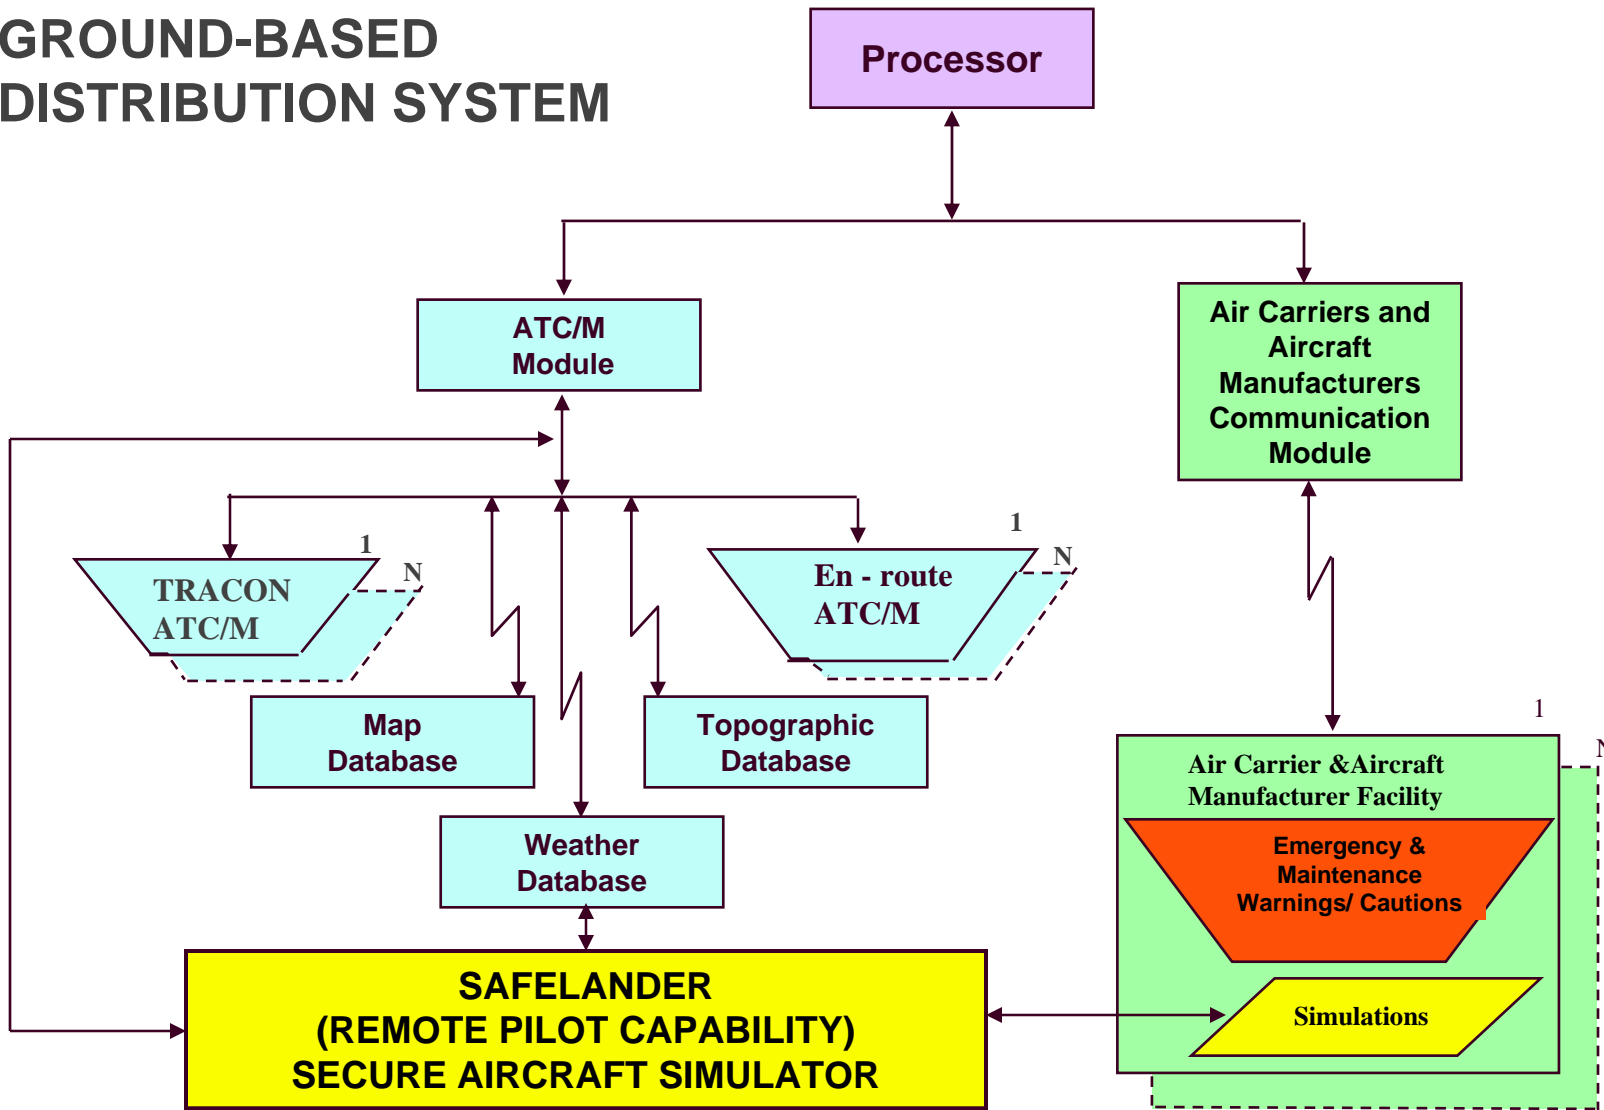 GROUND-BASED
DISTRIBUTION SYSTEM
Processor
ATC/M
Module
Air Carriers and
Aircraft
Manufacturers
Communication
Module
1
N
TRACON
ATC/M
1
N
En - route
ATC/M
Map
Database
Topographic
Database
Weather
Database
1
N
Air Carrier &Aircraft
Manufacturer Facility
Emergency &
Maintenance
Warnings/ Cautions
Simulations
SAFELANDER
(REMOTE PILOT CAPABILITY)
SECURE AIRCRAFT SIMULATOR